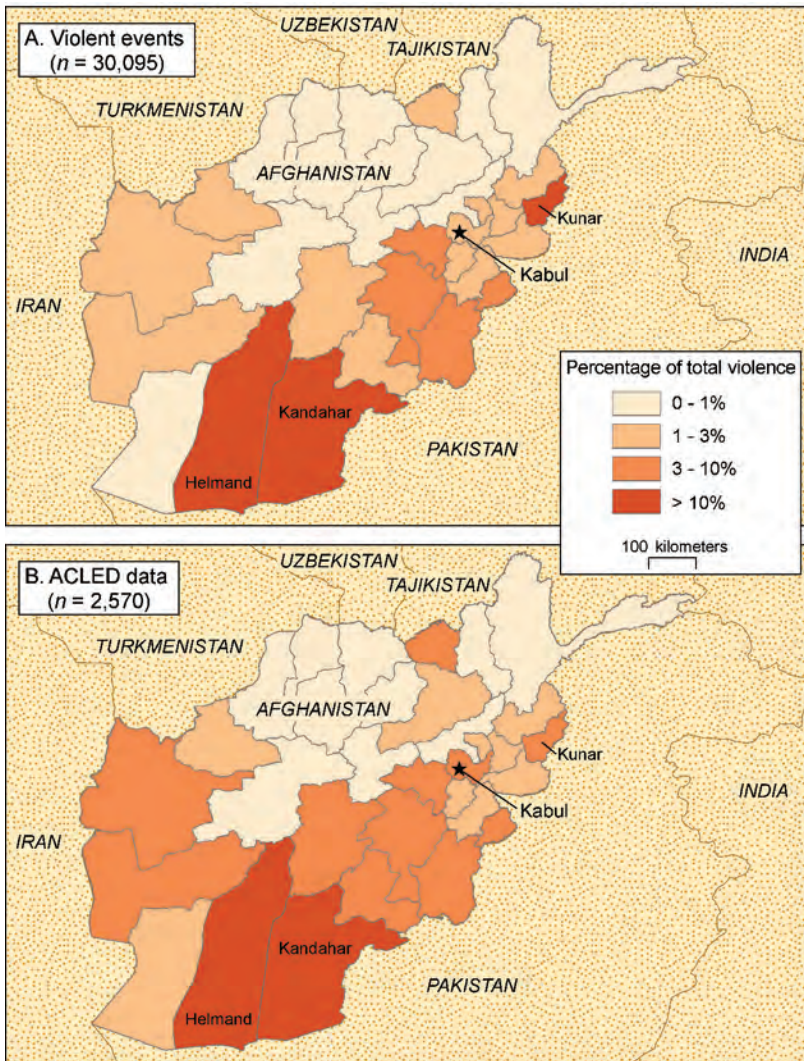 A. Violent events
(n = 30,095)
UZBEKISTAN
TAJIKISTAN
TURKMENISTAN
AFGHANISTAN
Kunar
Kabul
INDIA
IRAN
Kandahar
Helmand
PAKISTAN
Percentage of total violence
0 - 1%
1 - 3%
3 - 10%
> 10%
100 kilometers
B. ACLED data
(n = 2,570)
UZBEKISTAN
TAJIKISTAN
TURKMENISTAN
AFGHANISTAN
Kunar
Kabul
INDIA
IRAN
Kandahar
Helmand
PAKISTAN